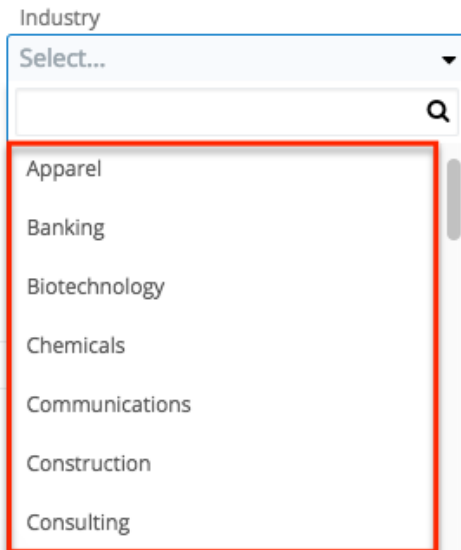 Industry
Select...
Apparel
Banking
Biotechnology
Chemicals
Communications
Construction
Consulting